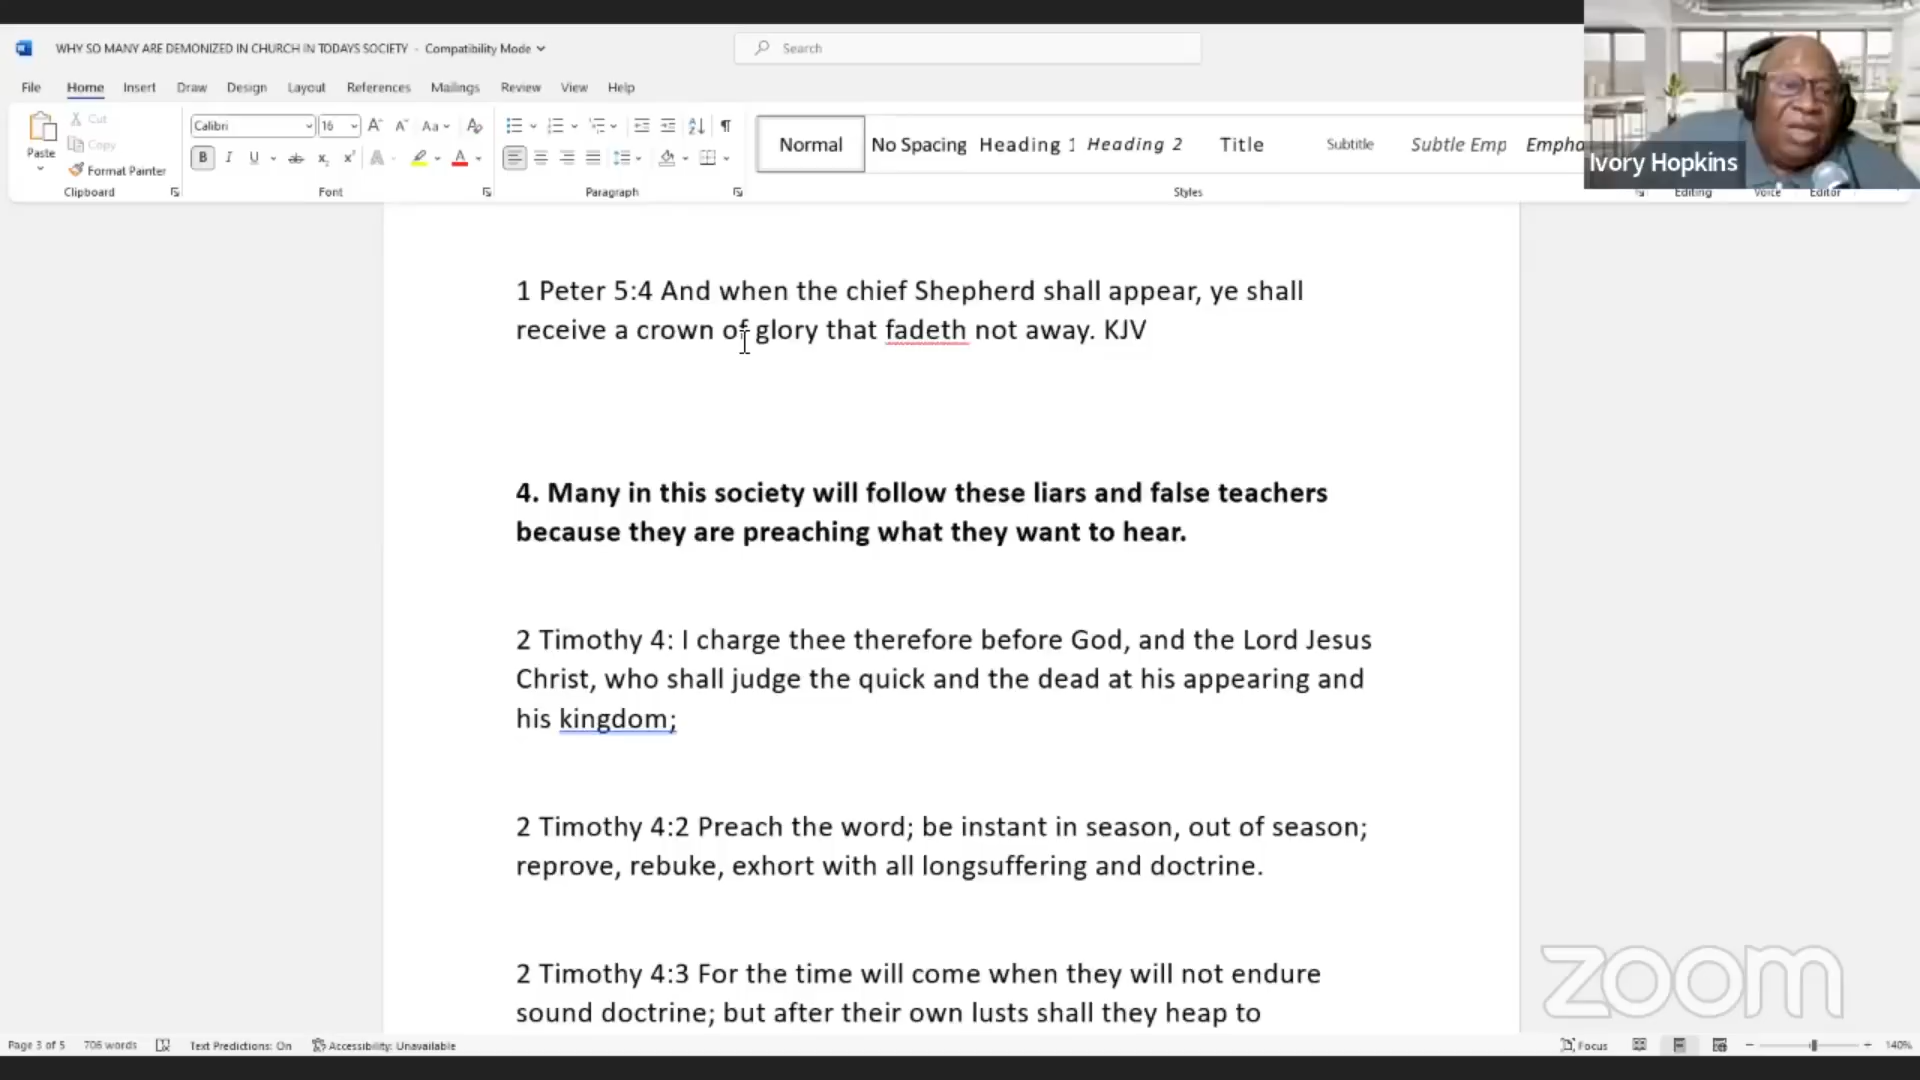 WHY SO MANY ARE DEMONIZED IN CHURCH IN TODAYS SOCIETY - Compatibility Mode
Search
File Home Insert Draw Design Layout References Mailings Review View Help
Paste
Cut
Copy
Format Painter
Clipboard
Calibri 16
Font
Paragraph
Normal No Spacing Heading 1 Heading 2 Title Subtitle Subtle Emp Empha
Styles
Editing Voice Editor
Ivory Hopkins
1 Peter 5:4 And when the chief Shepherd shall appear, ye shall
receive a crown of glory that fadeth not away. KJV
4. Many in this society will follow these liars and false teachers
because they are preaching what they want to hear.
2 Timothy 4: I charge thee therefore before God, and the Lord Jesus
Christ, who shall judge the quick and the dead at his appearing and
his kingdom;
2 Timothy 4:2 Preach the word; be instant in season, out of season;
reprove, rebuke, exhort with all longsuffering and doctrine.
2 Timothy 4:3 For the time will come when they will not endure
sound doctrine; but after their own lusts shall they heap to
zoom
Page 3 of 5 706 words Text Predictions: On Accessibility: Unavailable Focus 140%